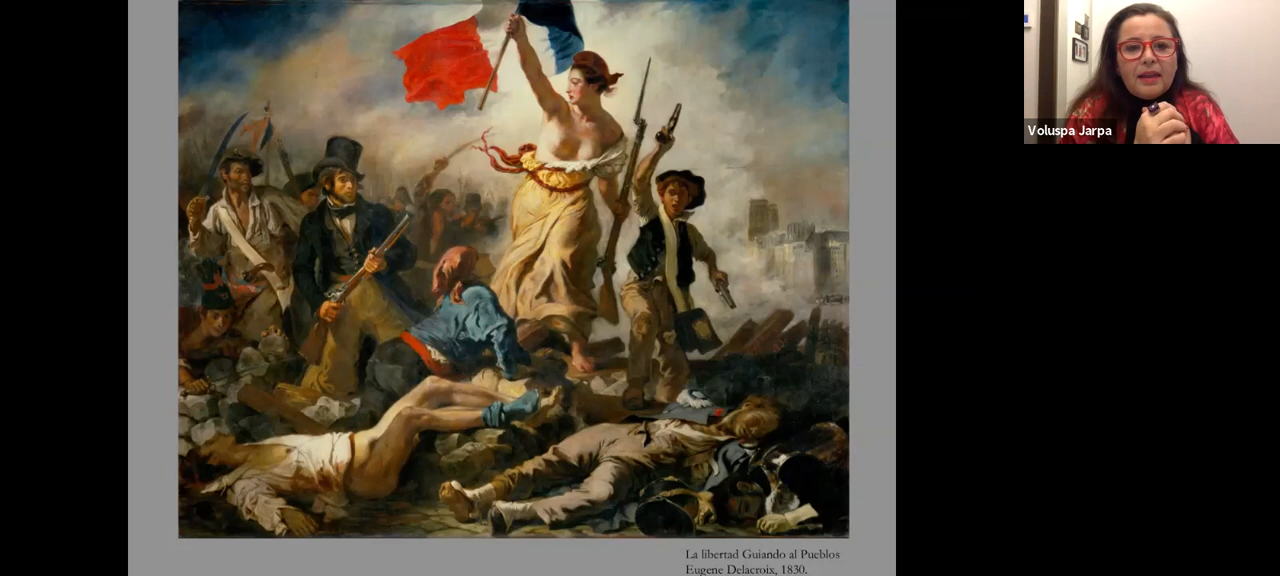 Voluspa Jarpa
La libertad Guiando al Pueblos
Eugene Delacroix, 1830.